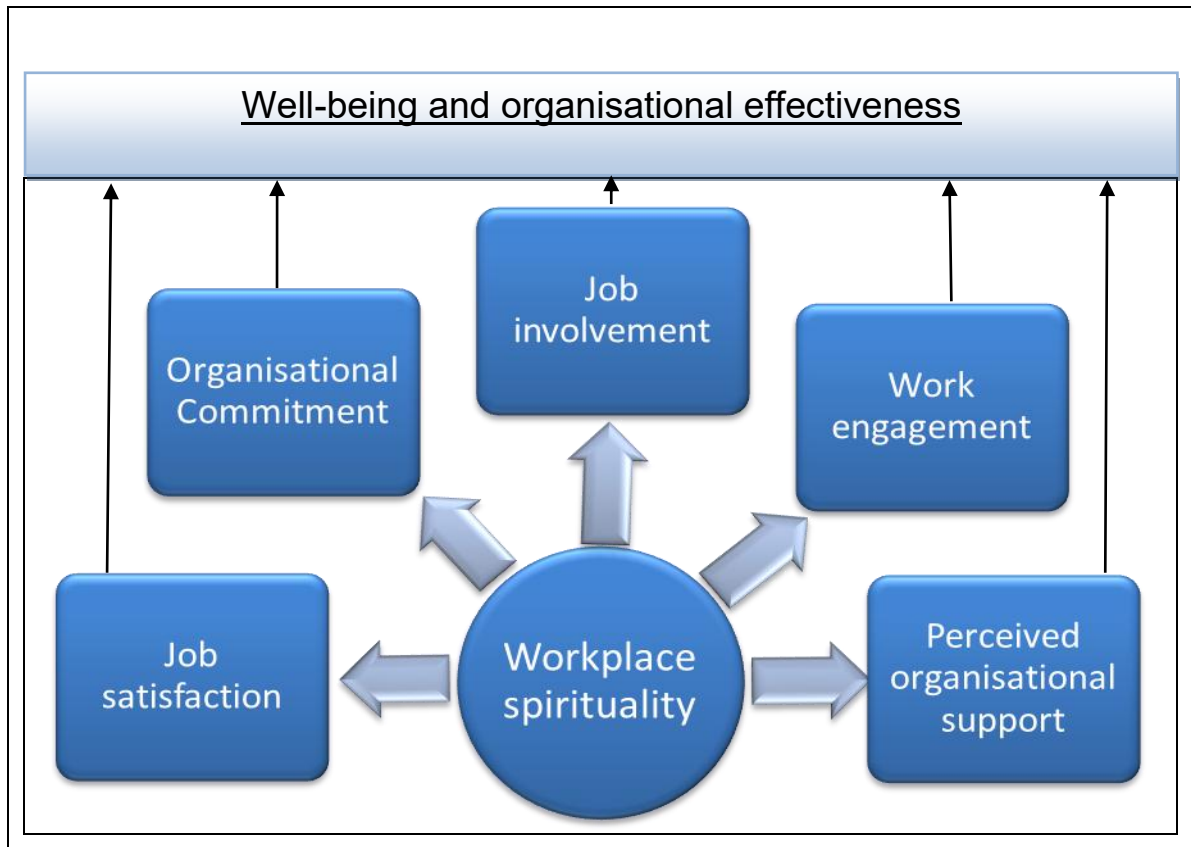 Well-being and organisational effectiveness
Job
involvement
Organisational
Commitment
Work
engagement
Job
satisfaction
Workplace
spirituality
Perceived
organisational
support